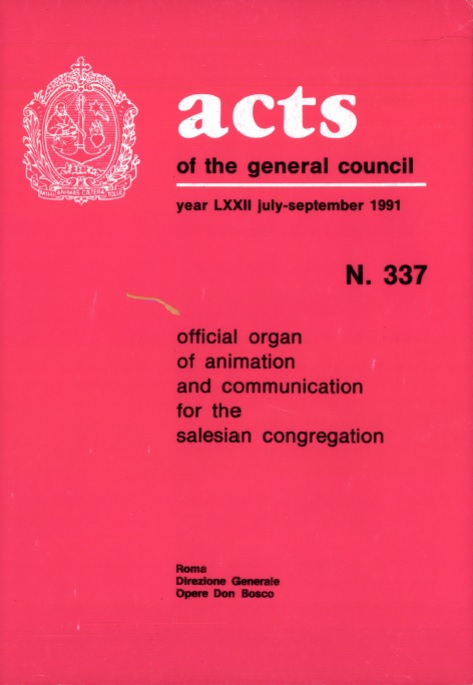 acts
of the general council
year LXXII july-september 1991
N. 337
official organ
of animation
and communication
for the
salesian congregation
Roma
Direzione Generale
Opere Don Bosco